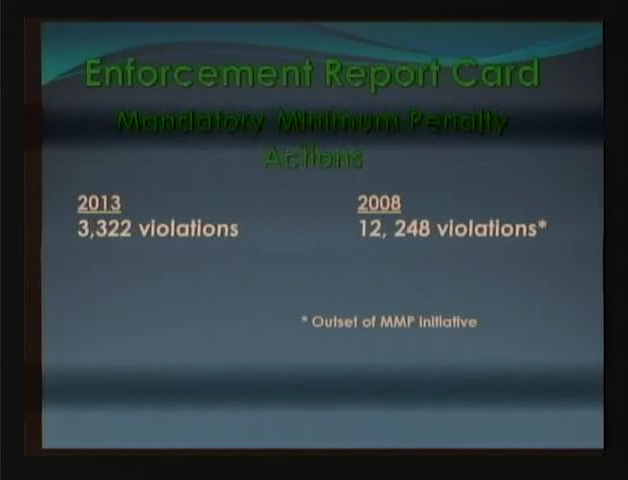 Enforcement Report Card
Mandatory Minimum Penalty
Actions
2013
3,322 violations
2008
12, 248 violations*
* Outset of MMP initiative